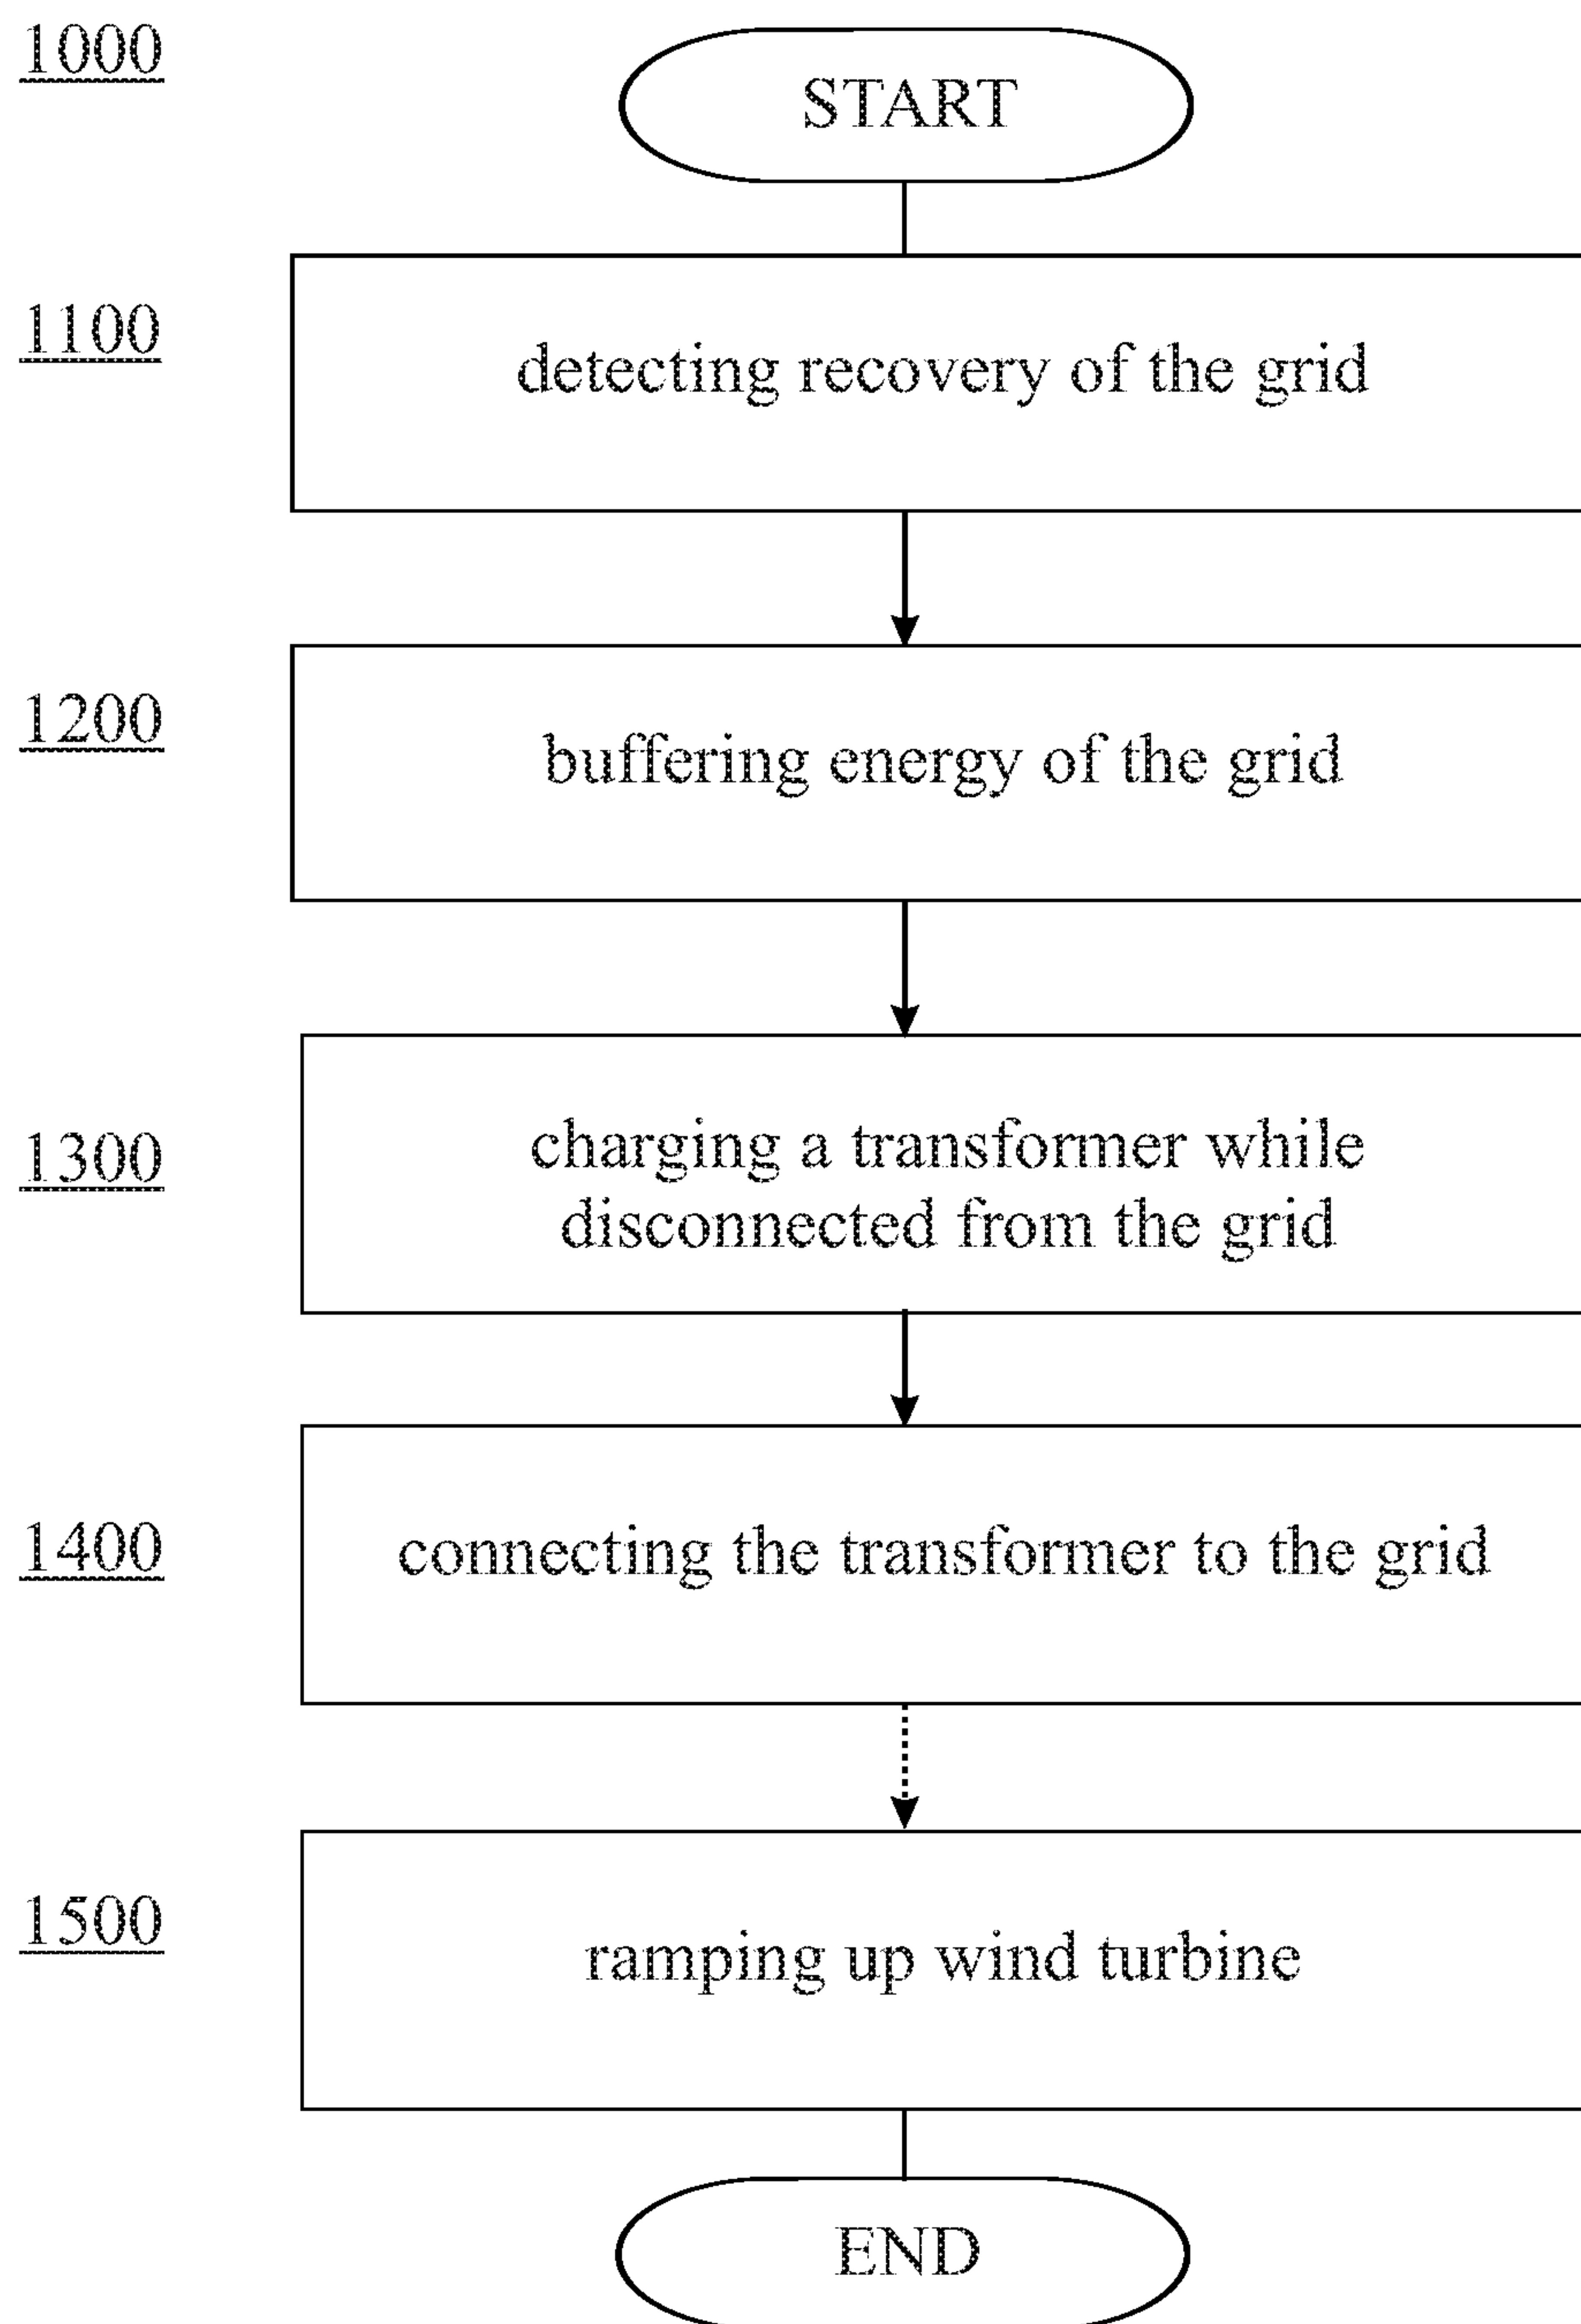 1000
START
1100
detecting recovery of the grid
1200
buffering energy of the grid
1300
charging a transformer while
disconnected from the grid
1400
connecting the transformer to the grid
1500
ramping up wind turbine
END